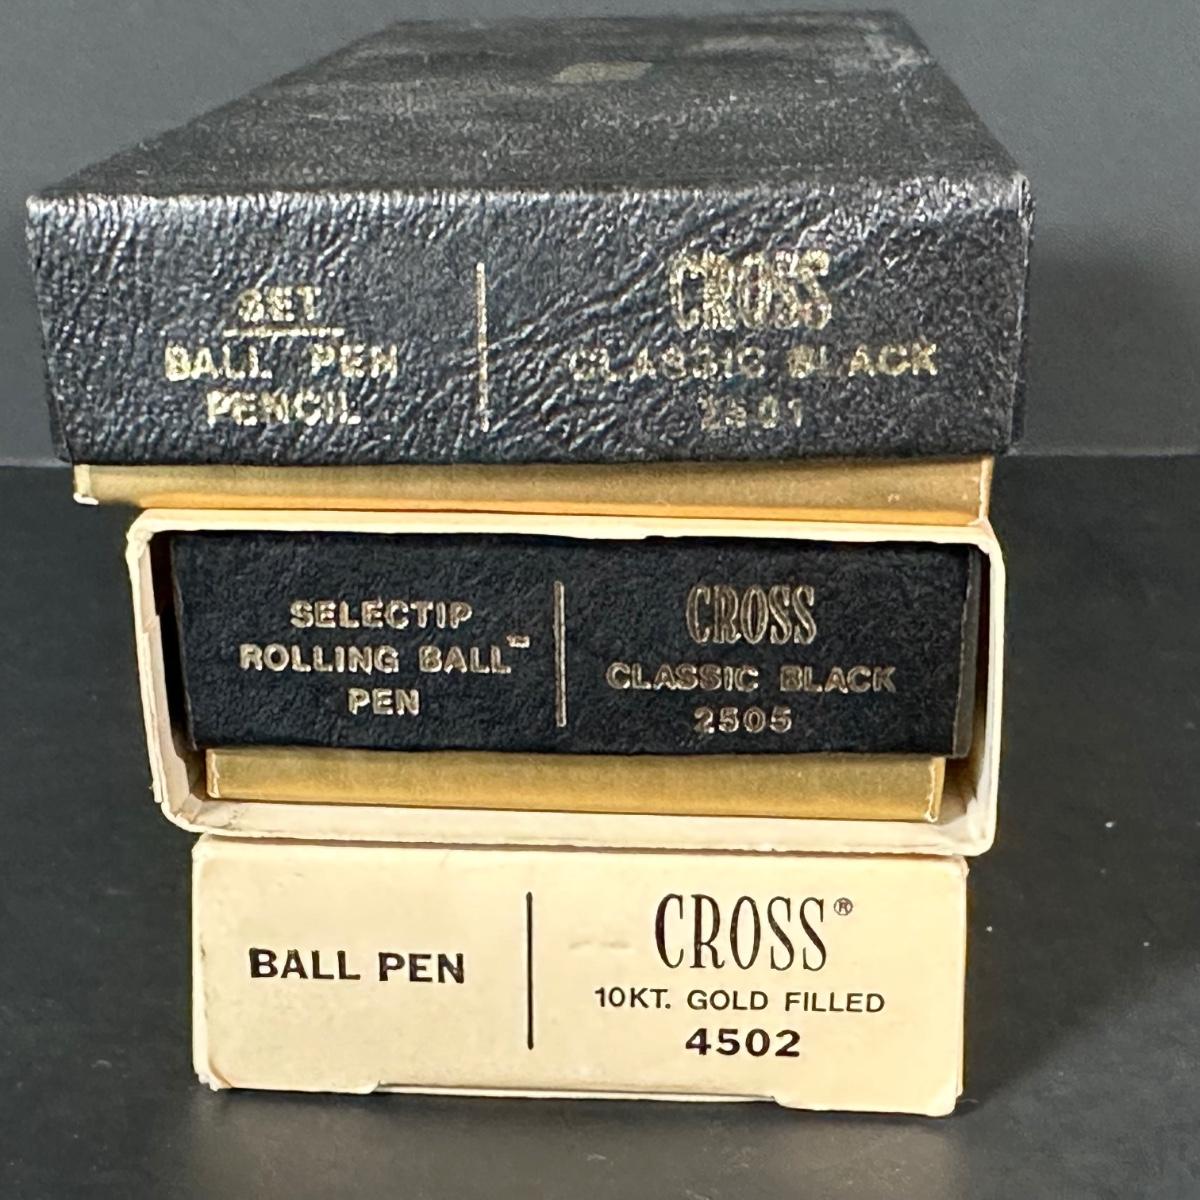 SET
BALL PEN
PENCIL
CROSS
CLASSIC BLACK
2501
SELECTIP
ROLLING BALL™
PEN
CROSS
CLASSIC BLACK
2505
BALL PEN
CROSS®
10KT. GOLD FILLED
4502